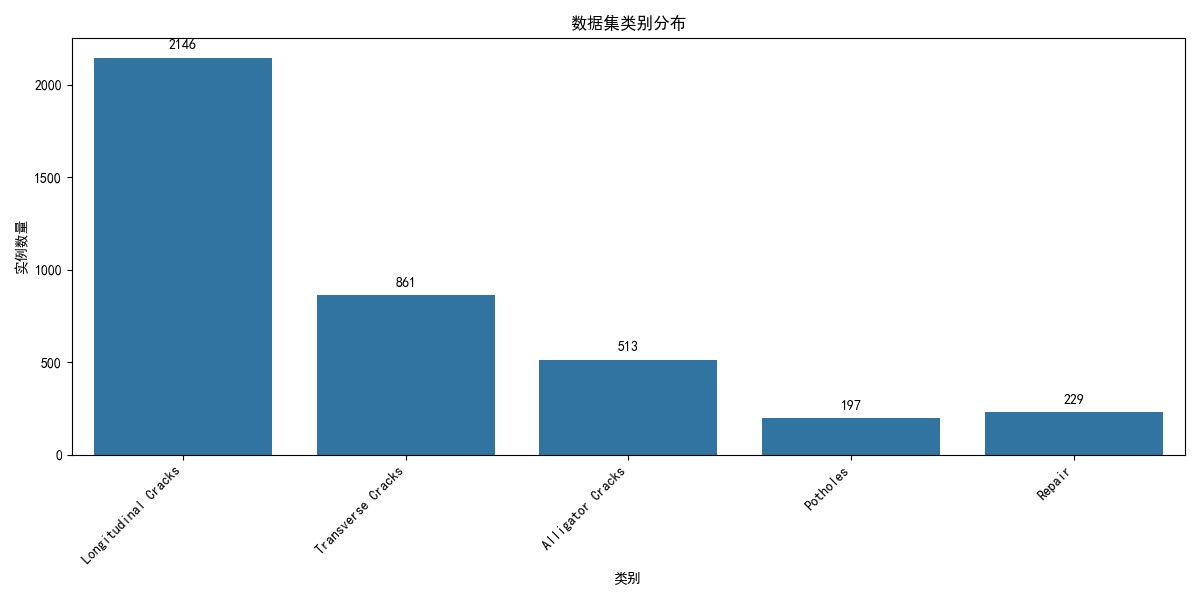 数据集类别分布
2146
861
513
197
229
2000
1500
1000
500
0
实例数量
Longitudinal Cracks
Transverse Cracks
Alligator Cracks
Potholes
Repair
类别